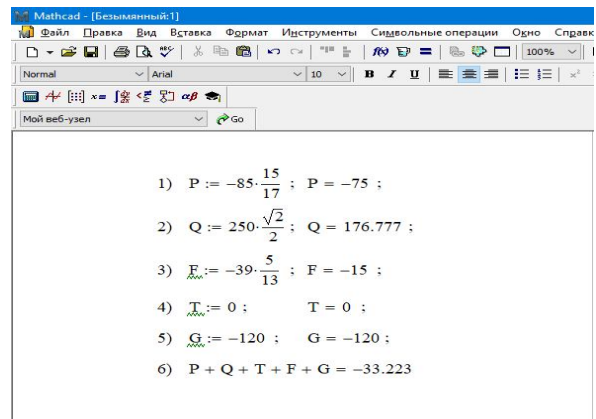 Mathcad - [Безымянный:1]
Файл Правка Вид Вставка Формат Инструменты Символьные операции Окно Справк
100%
Normal Arial 10 B I U
αβ
Мой веб-узел Go
1) P := −85·15/17 ; P = −75 ;
2) Q := 250·√2/2 ; Q = 176.777 ;
3) F := −39·5/13 ; F = −15 ;
4) T := 0 ; T = 0 ;
5) G := −120 ; G = −120 ;
6) P + Q + T + F + G = −33.223